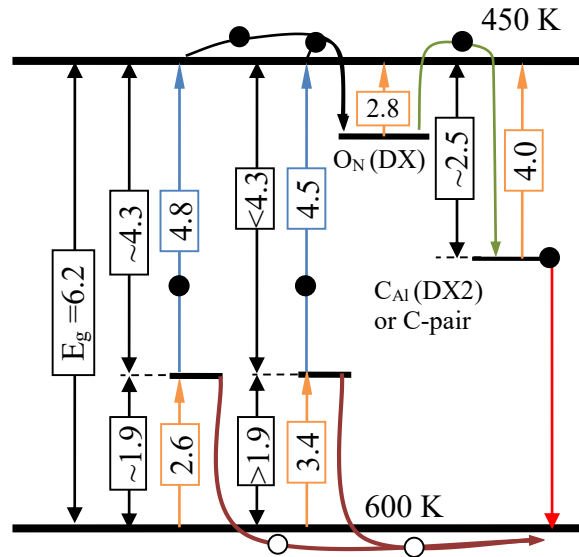 450 K
2.8
O_N (DX)
E_g =6.2
~4.3
4.8
<4.3
4.5
~2.5
4.0
C_Al (DX2)
or C-pair
~1.9
2.6
>1.9
3.4
600 K